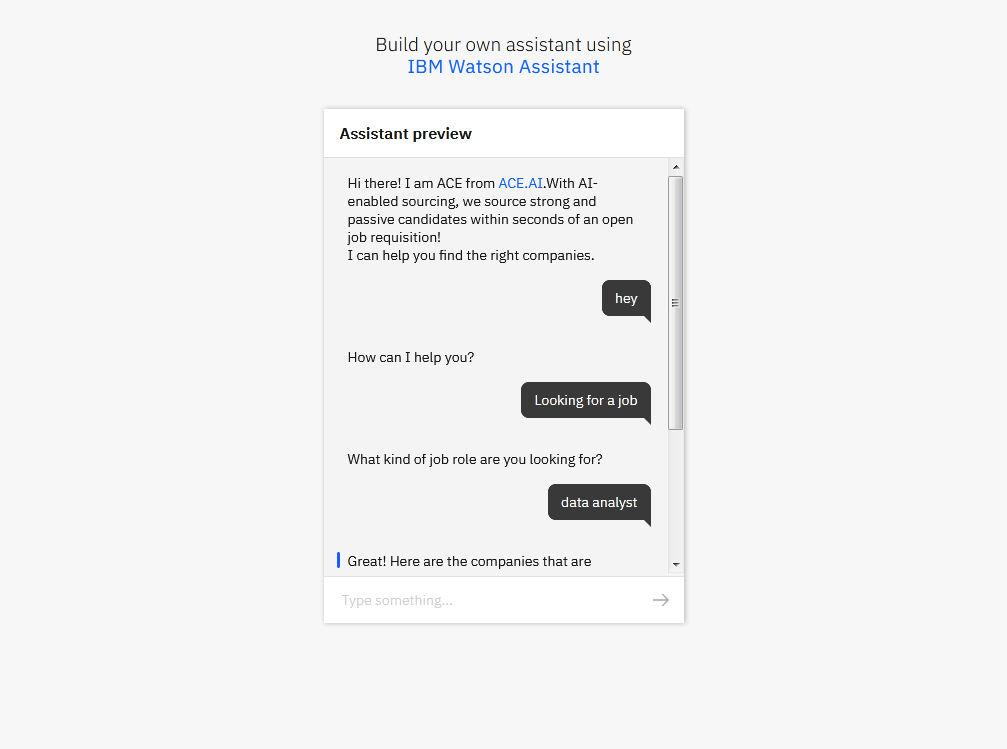 Build your own assistant using
IBM Watson Assistant
Assistant preview
Hi there! I am ACE from ACE.AI.With AI-
enabled sourcing, we source strong and
passive candidates within seconds of an open
job requisition!
I can help you find the right companies.
hey
How can I help you?
Looking for a job
What kind of job role are you looking for?
data analyst
Great! Here are the companies that are
Type something...